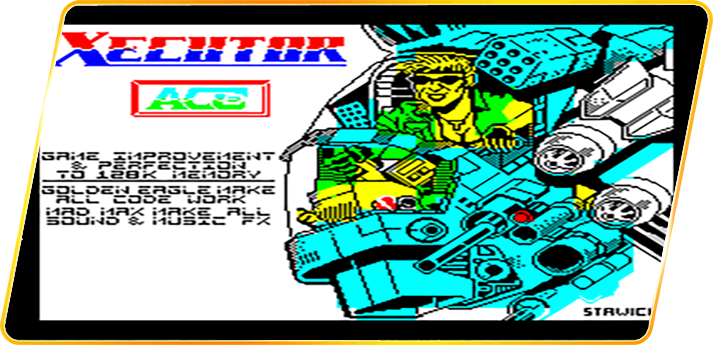 XECUTOR
ACE
GAME IMPROVEMENT
& PERFECTION
TO 128K MEMORY
GOLDEN EAGLE MAKE
ALL CODE WORK
MAD MAX MAKE ALL
SOUND & MUSIC FX